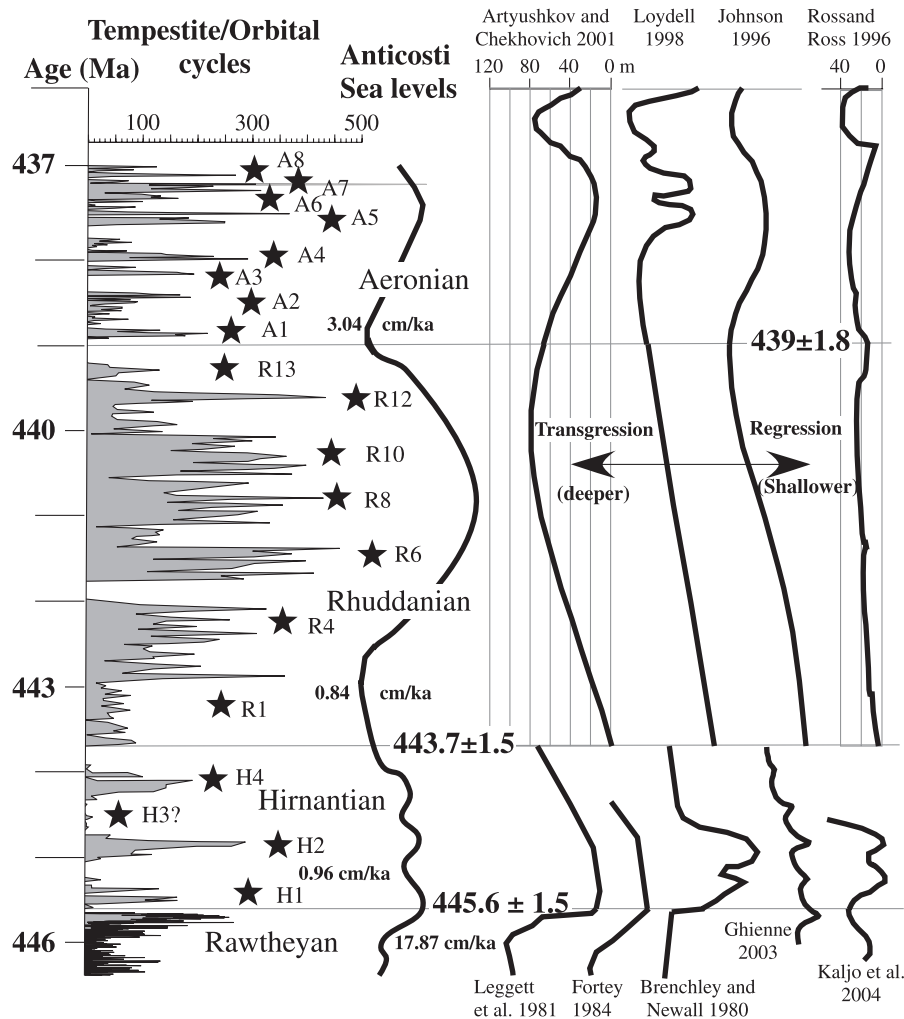 Tempestite/Orbital
cycles
Age (Ma)
Anticosti
Sea levels
Artyushkov and
Chekhovich 2001
Loydell
1998
Johnson
1996
Rossand
Ross 1996
120 80 40 0 m
40 0
100 300 500
437
A8
A7
A6
A5
A4
A3
A2
A1
Aeronian
3.04 cm/ka
439±1.8
R13
R12
440
R10
R8
R6
Transgression
(deeper)
Regression
(Shallower)
Rhuddanian
R4
443
0.84 cm/ka
R1
443.7±1.5
H4
Hirnantian
H3?
H2
0.96 cm/ka
H1
445.6 ± 1.5
446
Rawtheyan
17.87 cm/ka
Leggett
et al. 1981
Fortey
1984
Brenchley and
Newall 1980
Ghienne
2003
Kaljo et al.
2004